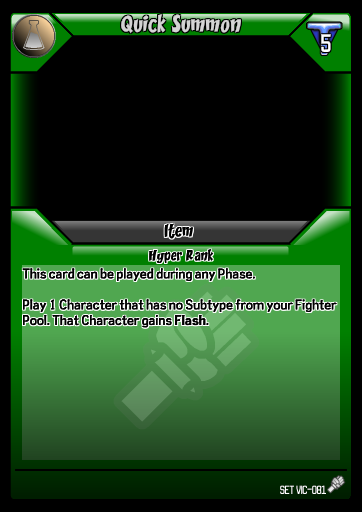 Quick Summon
5
Item
Hyper Rank
This card can be played during any Phase.
Play 1 Character that has no Subtype from your Fighter
Pool. That Character gains Flash.
SET VIC-081